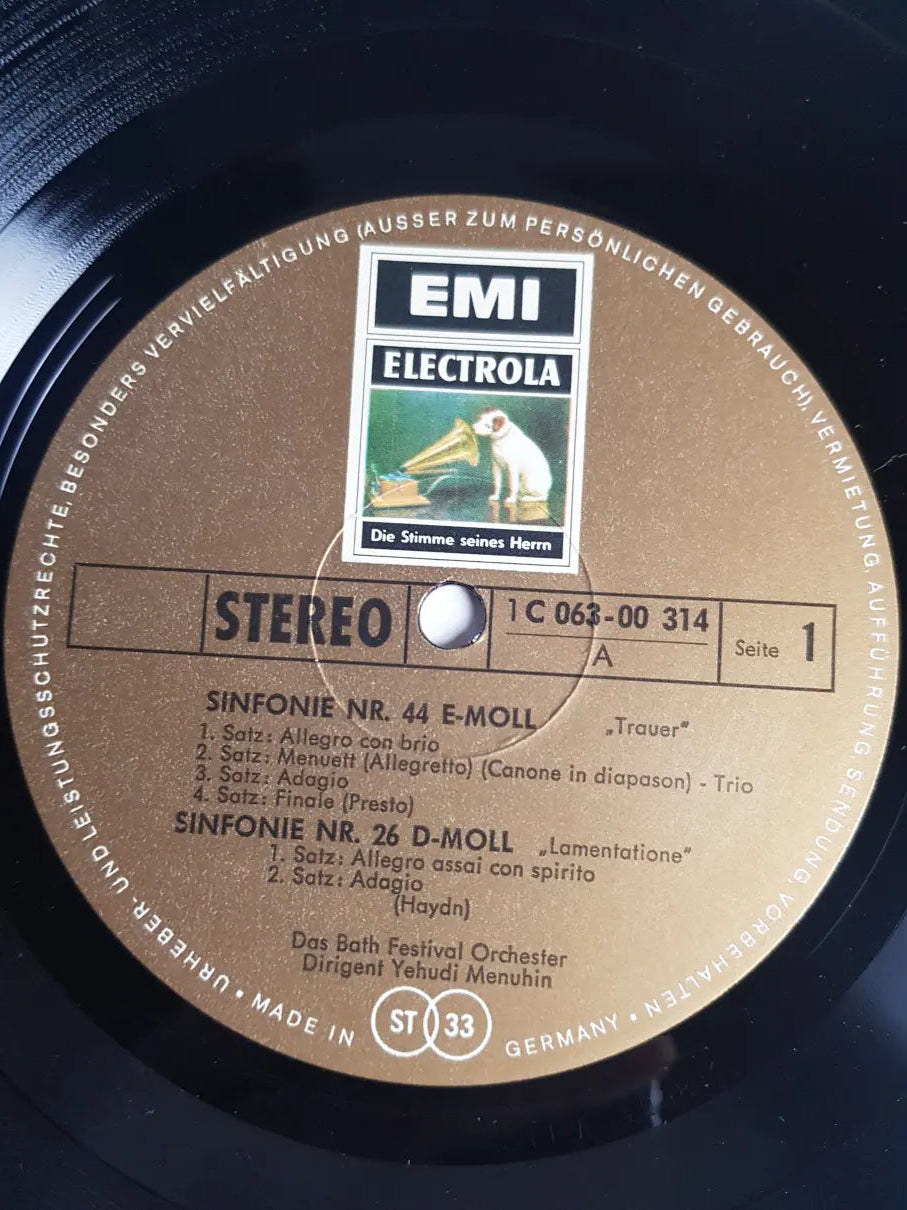 URHEBER- UND LEISTUNGSSCHUTZRECHTE, BESONDERS VERVIELFÄLTIGUNG (AUSSER ZUM PERSÖNLICHEN GEBRAUCH), VERMIETUNG, AUFFÜHRUNG, SENDUNG, VORBEHALTEN •
EMI
ELECTROLA
Die Stimme seines Herrn
STEREO
1 C 063-00 314
A
Seite 1
SINFONIE NR. 44 E-MOLL „Trauer"
1. Satz: Allegro con brio
2. Satz: Menuett (Allegretto) (Canone in diapason) - Trio
3. Satz: Adagio
4. Satz: Finale (Presto)
SINFONIE NR. 26 D-MOLL „Lamentatione"
1. Satz: Allegro assai con spirito
2. Satz: Adagio
(Haydn)
Das Bath Festival Orchester
Dirigent Yehudi Menuhin
• MADE IN GERMANY
ST 33